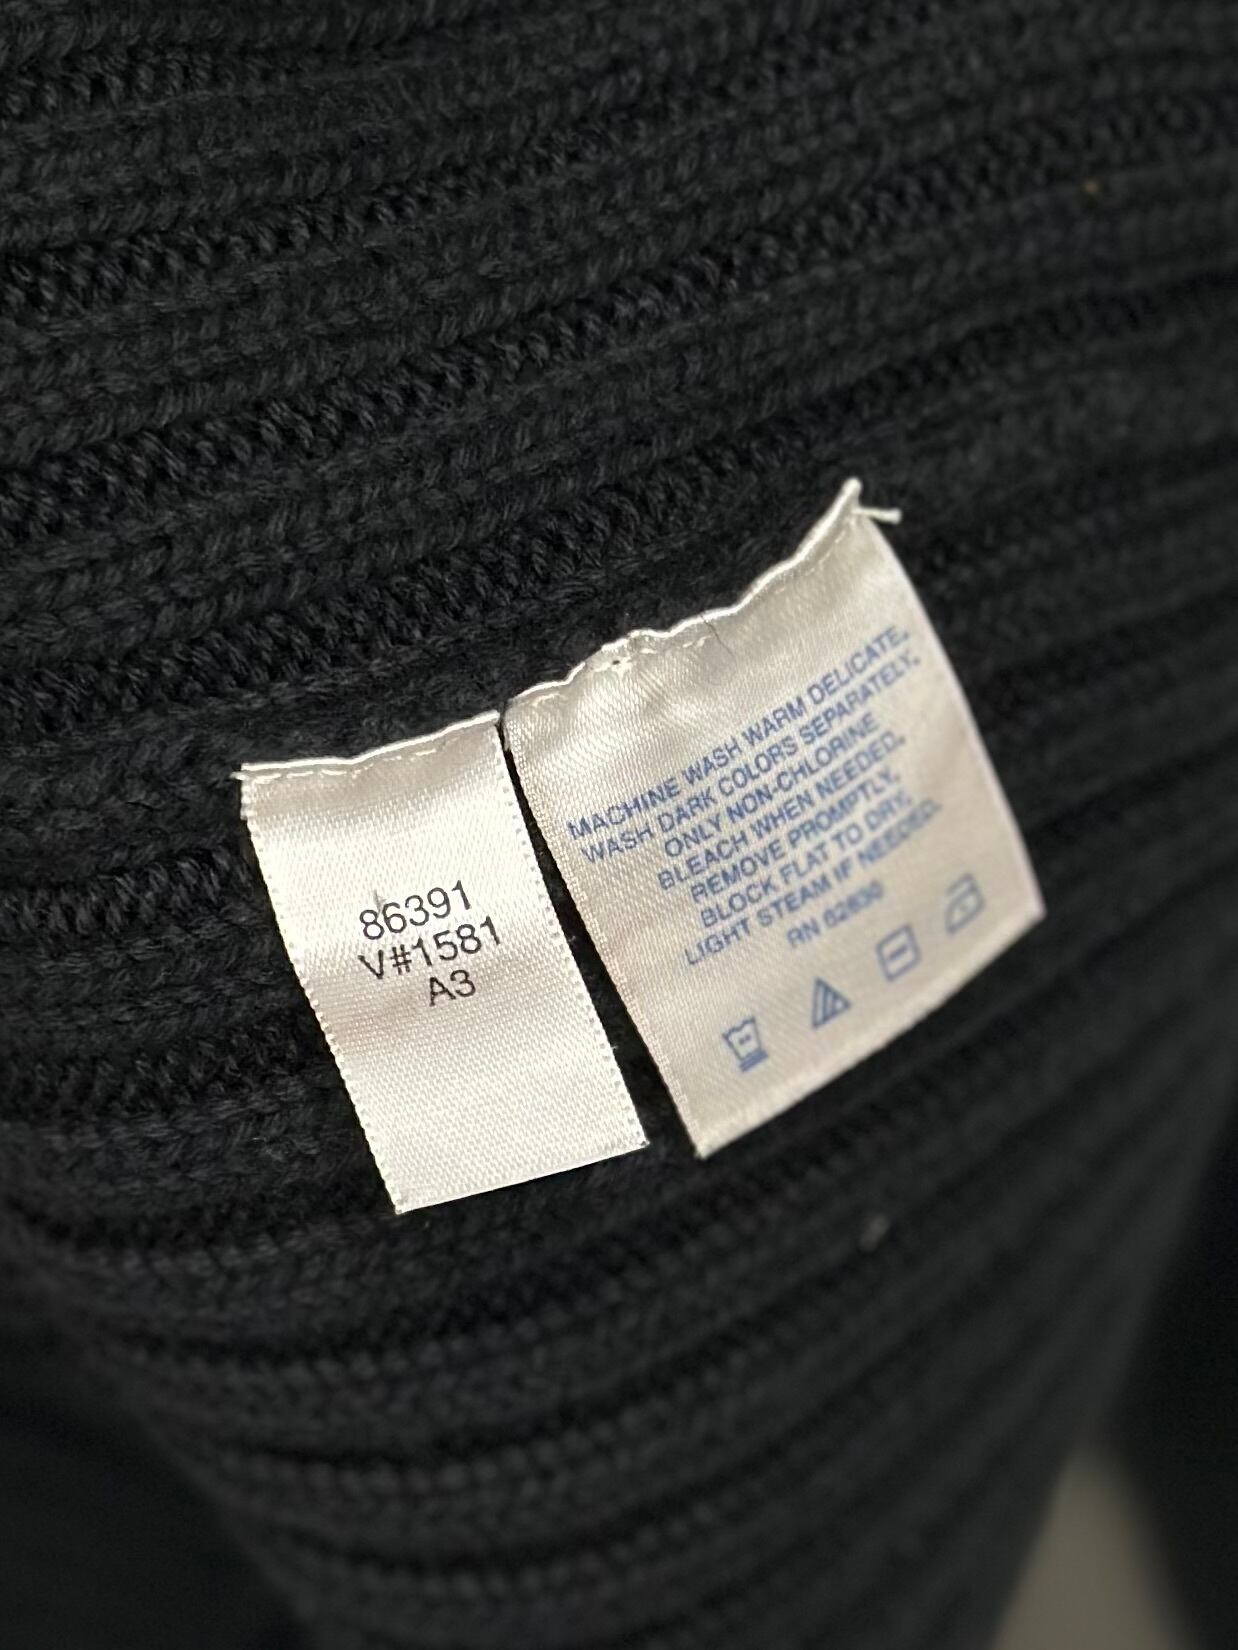 86391
V#1581
A3
MACHINE WASH WARM DELICATE.
WASH DARK COLORS SEPARATELY.
ONLY NON-CHLORINE
BLEACH WHEN NEEDED.
REMOVE PROMPTLY.
BLOCK FLAT TO DRY.
LIGHT STEAM IF NEEDED.
RN